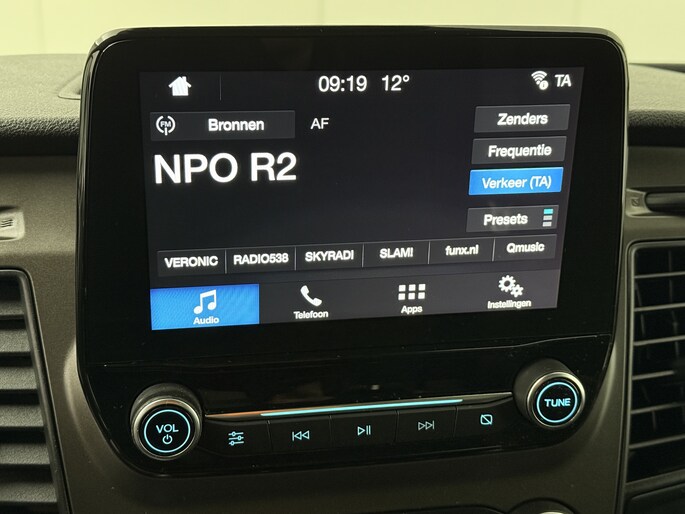 09:19 12° TA
FM Bronnen AF Zenders
Frequentie
NPO R2
Verkeer (TA)
Presets
VERONIC RADIO538 SKYRADI SLAM! funx.nl Qmusic
Audio Telefoon Apps Instellingen
VOL TUNE